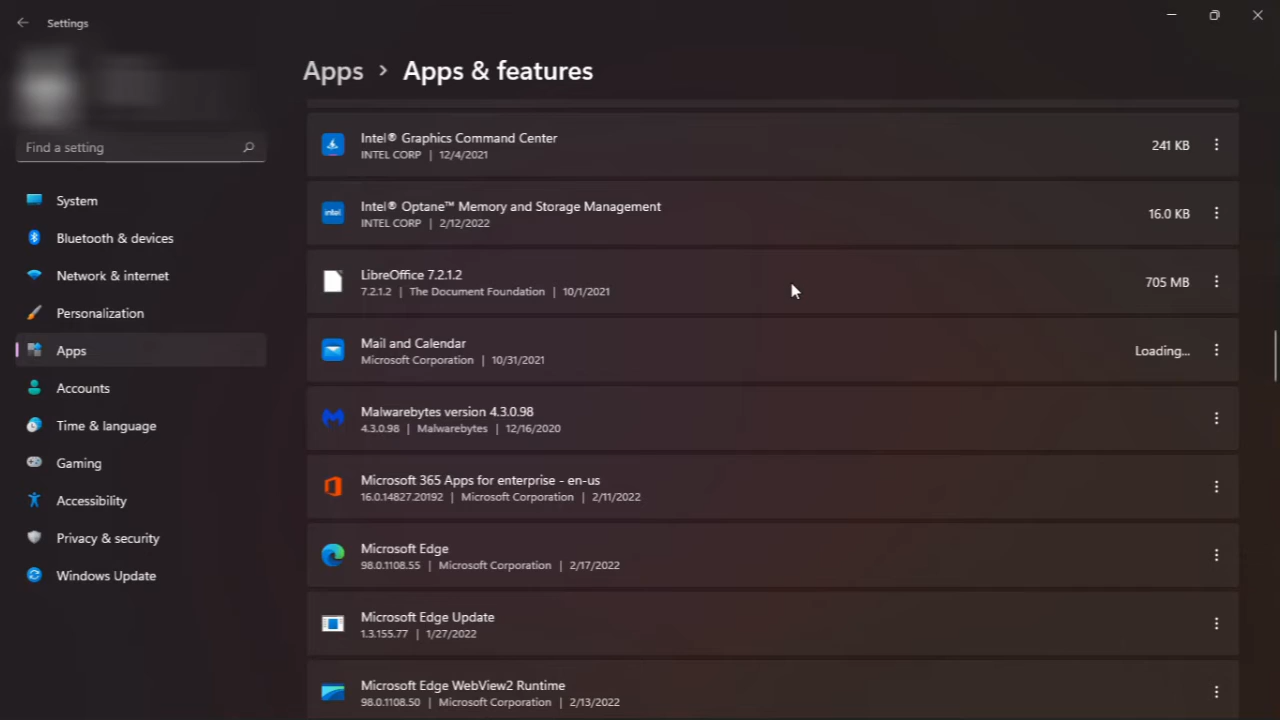 Settings
Apps > Apps & features
Find a setting
System
Bluetooth & devices
Network & internet
Personalization
Apps
Accounts
Time & language
Gaming
Accessibility
Privacy & security
Windows Update
Intel® Graphics Command Center
INTEL CORP | 12/4/2021
241 KB
Intel® Optane™ Memory and Storage Management
INTEL CORP | 2/12/2022
16.0 KB
LibreOffice 7.2.1.2
7.2.1.2 | The Document Foundation | 10/1/2021
705 MB
Mail and Calendar
Microsoft Corporation | 10/31/2021
Loading...
Malwarebytes version 4.3.0.98
4.3.0.98 | Malwarebytes | 12/16/2020
Microsoft 365 Apps for enterprise - en-us
16.0.14827.20192 | Microsoft Corporation | 2/11/2022
Microsoft Edge
98.0.1108.55 | Microsoft Corporation | 2/17/2022
Microsoft Edge Update
1.3.155.77 | 1/27/2022
Microsoft Edge WebView2 Runtime
98.0.1108.50 | Microsoft Corporation | 2/13/2022